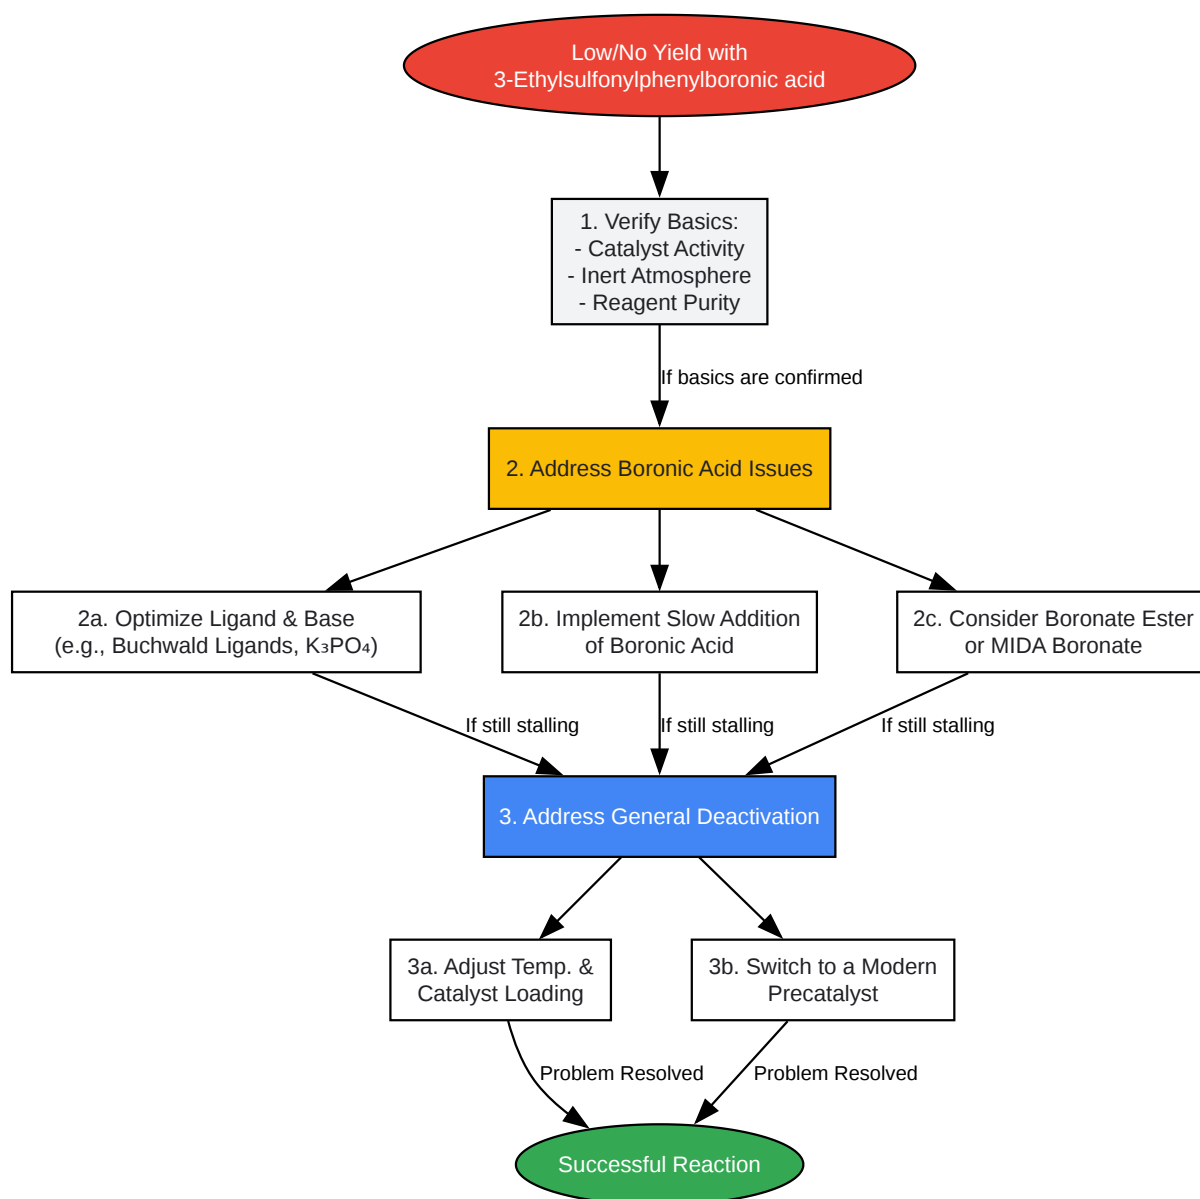 Low/No Yield with
3-Ethylsulfonylphenylboronic acid
1. Verify Basics:
- Catalyst Activity
- Inert Atmosphere
- Reagent Purity
If basics are confirmed
2. Address Boronic Acid Issues
2a. Optimize Ligand & Base
(e.g., Buchwald Ligands, K₃PO₄)
2b. Implement Slow Addition
of Boronic Acid
2c. Consider Boronate Ester
or MIDA Boronate
If still stalling
If still stalling
If still stalling
3. Address General Deactivation
3a. Adjust Temp. &
Catalyst Loading
3b. Switch to a Modern
Precatalyst
Problem Resolved
Problem Resolved
Successful Reaction